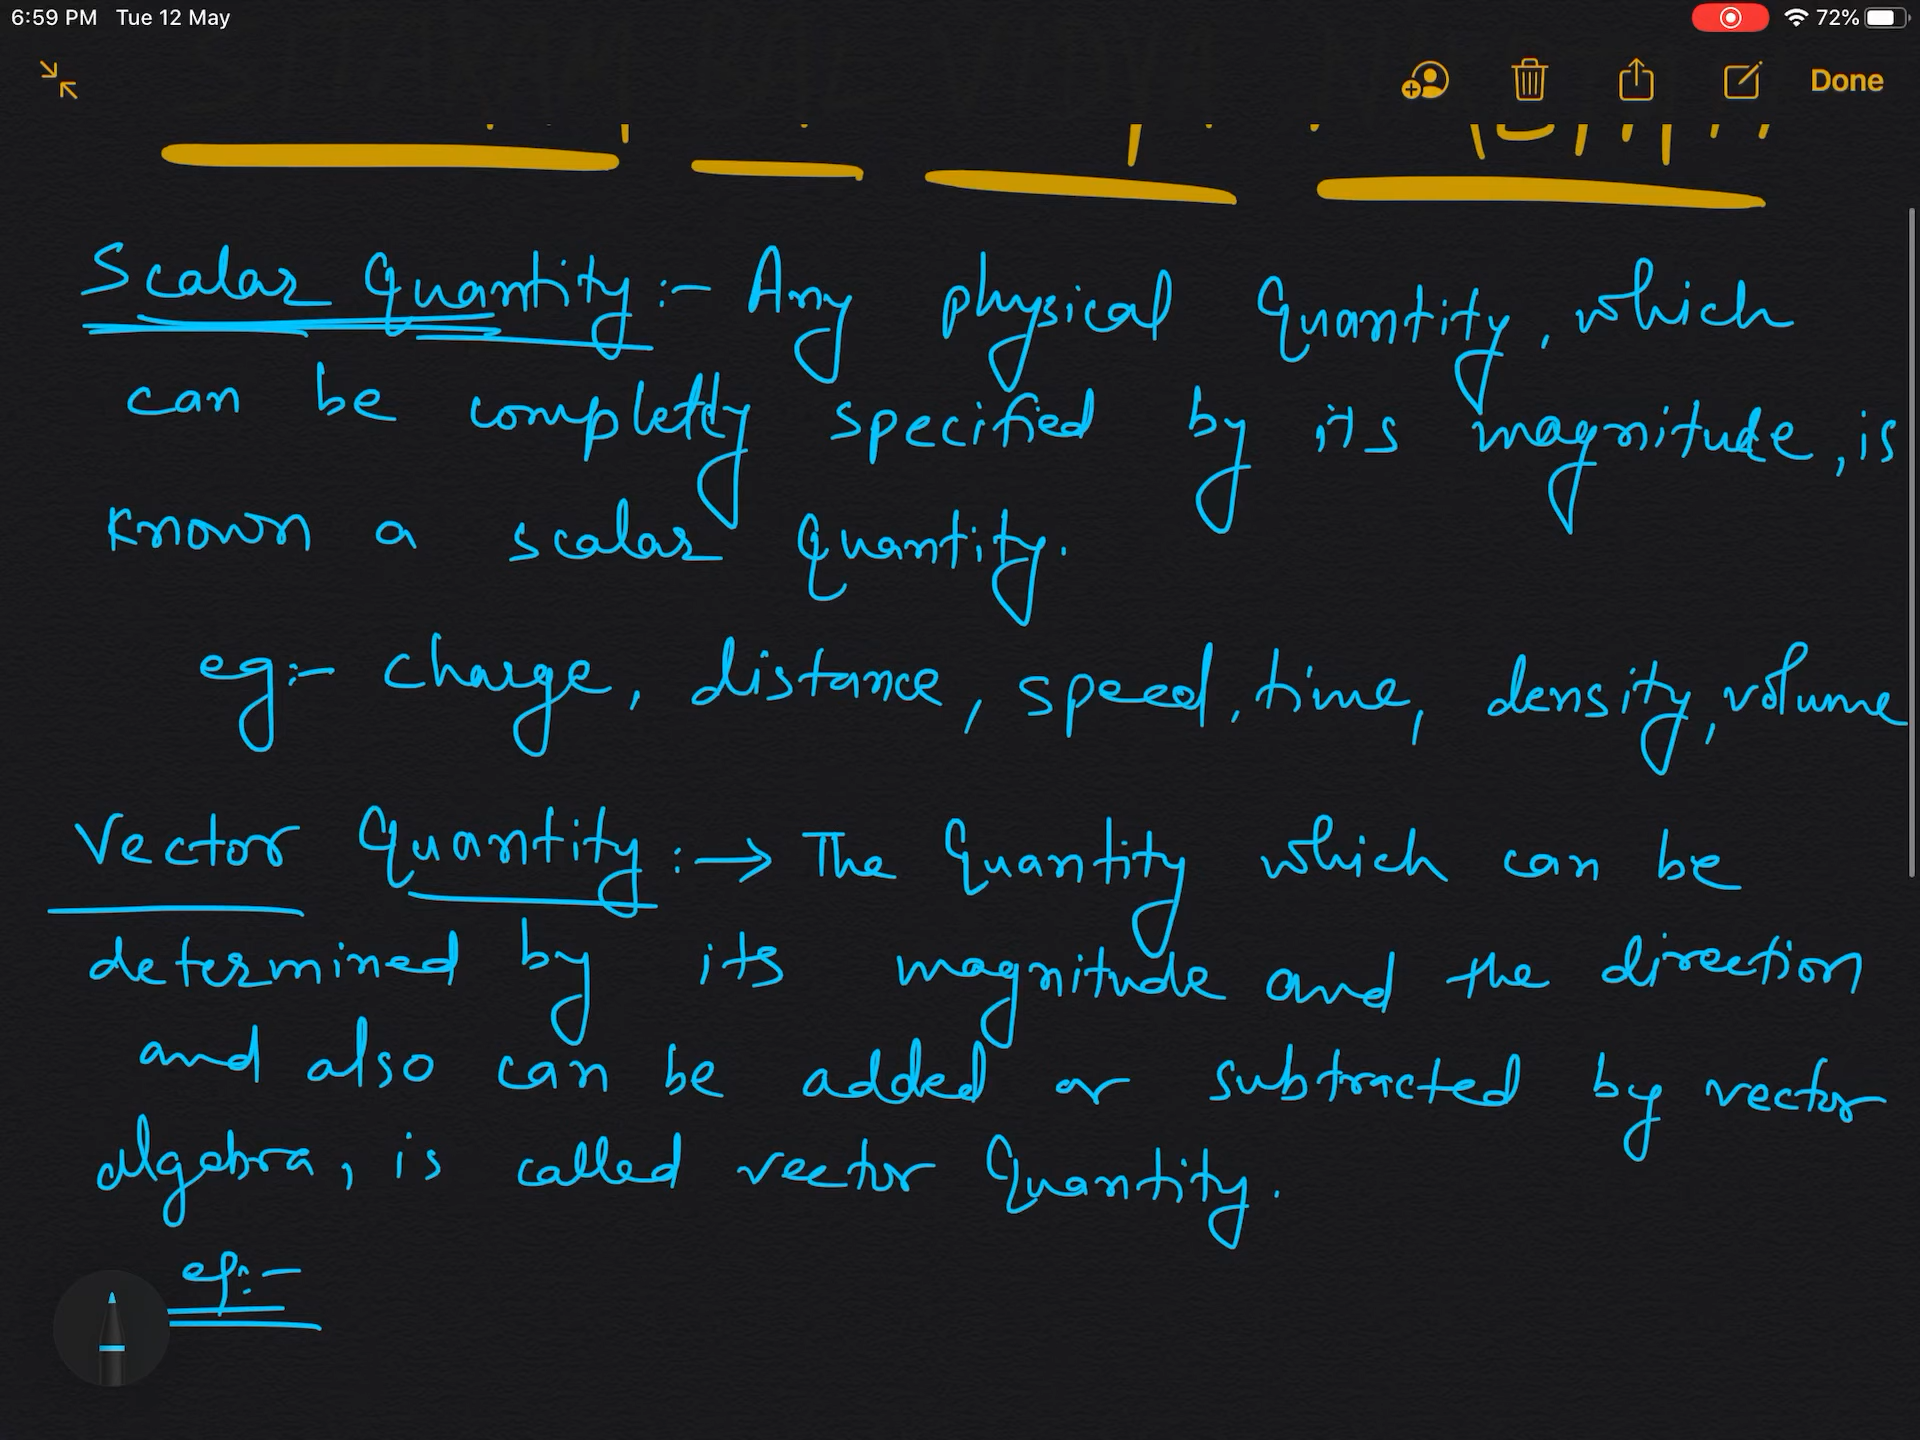 6:59 PM Tue 12 May 72%
Done
Scalar Quantity :- Any physical Quantity, which
can be completly specified by its magnitude, is
known a scalar Quantity.
eg:- charge, distance, speed, time, density, volume
Vector Quantity :→ The Quantity which can be
determined by its magnitude and the direction
and also can be added or subtracted by vector
algebra, is called vector Quantity.
eg:-